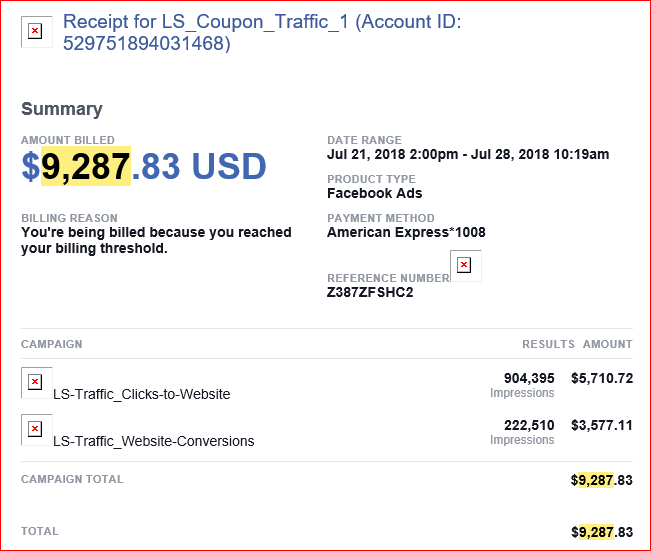 Receipt for LS_Coupon_Traffic_1 (Account ID:
529751894031468)
Summary
AMOUNT BILLED
$9,287.83 USD
BILLING REASON
You're being billed because you reached
your billing threshold.
DATE RANGE
Jul 21, 2018 2:00pm - Jul 28, 2018 10:19am
PRODUCT TYPE
Facebook Ads
PAYMENT METHOD
American Express*1008
REFERENCE NUMBER
Z387ZFSHC2
CAMPAIGN RESULTS AMOUNT
LS-Traffic_Clicks-to-Website 904,395 $5,710.72
Impressions
LS-Traffic_Website-Conversions 222,510 $3,577.11
Impressions
CAMPAIGN TOTAL $9,287.83
TOTAL $9,287.83